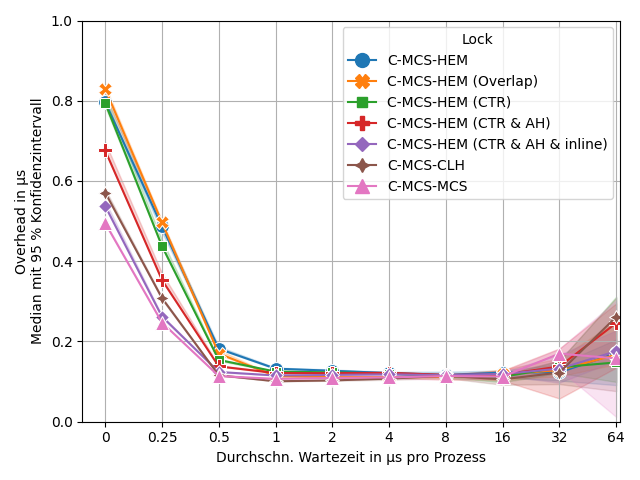 Lock
C-MCS-HEM
C-MCS-HEM (Overlap)
C-MCS-HEM (CTR)
C-MCS-HEM (CTR & AH)
C-MCS-HEM (CTR & AH & inline)
C-MCS-CLH
C-MCS-MCS
Overhead in µs
Median mit 95 % Konfidenzintervall
1.0
0.8
0.6
0.4
0.2
0.0
0 0.25 0.5 1 2 4 8 16 32 64
Durchschn. Wartezeit in µs pro Prozess